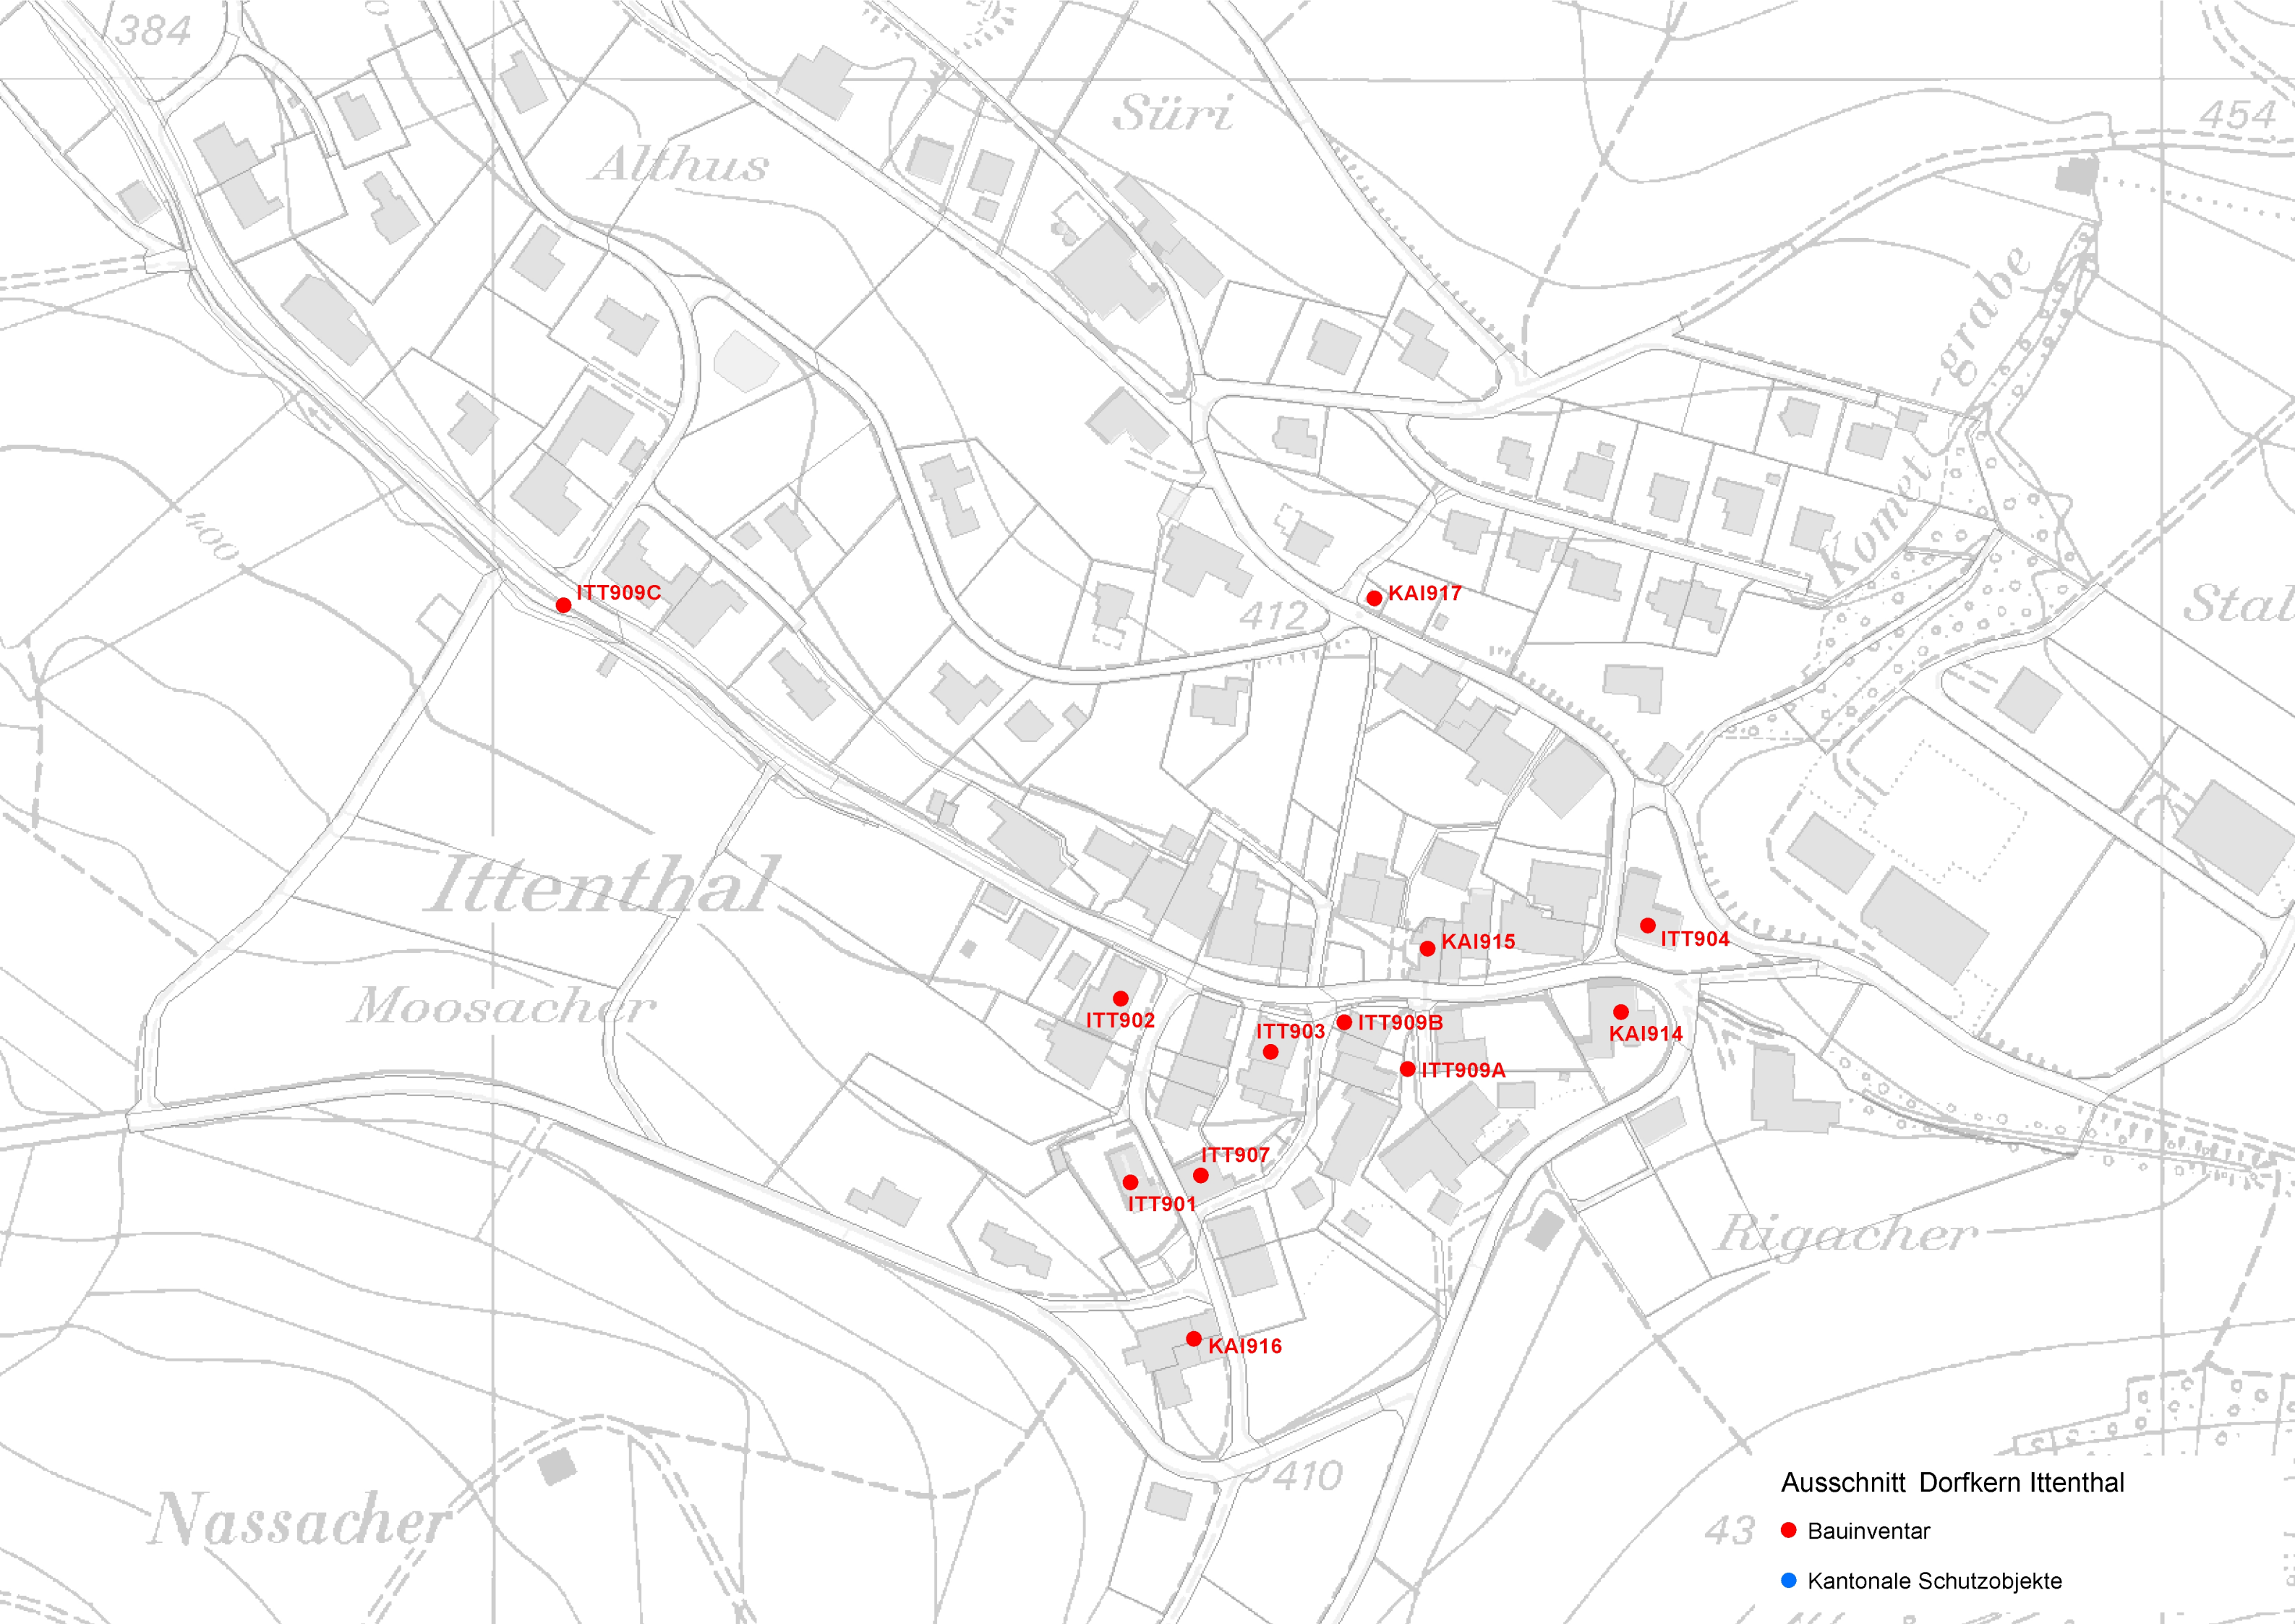 384
Süri
454
Althus
Komet - grabe
400
ITT909C
KAI917
412
Stal
Ittenthal
ITT904
KAI915
Moosacher
ITT902
ITT903
ITT909B
KAI914
ITT909A
ITT907
ITT901
Rigacher
KAI916
410
Nassacher
Ausschnitt Dorfkern Ittenthal
43
Bauinventar
Kantonale Schutzobjekte